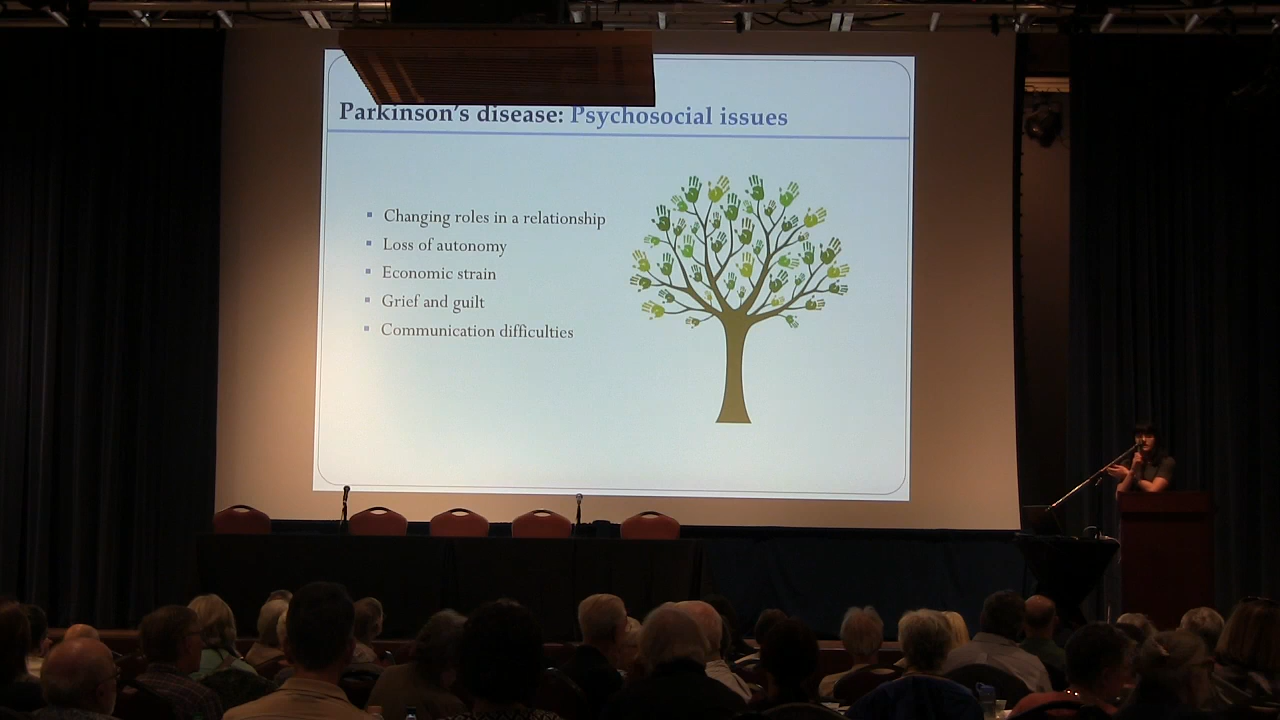 Parkinson's disease: Psychosocial issues
Changing roles in a relationship
Loss of autonomy
Economic strain
Grief and guilt
Communication difficulties